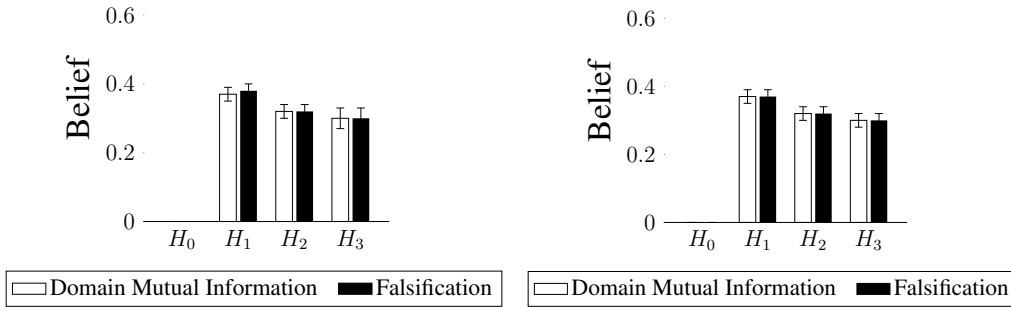 0.6
0.4
0.2
0
Belief
H₀ H₁ H₂ H₃
Domain Mutual Information Falsification
0.6
0.4
0.2
0
Belief
H₀ H₁ H₂ H₃
Domain Mutual Information Falsification